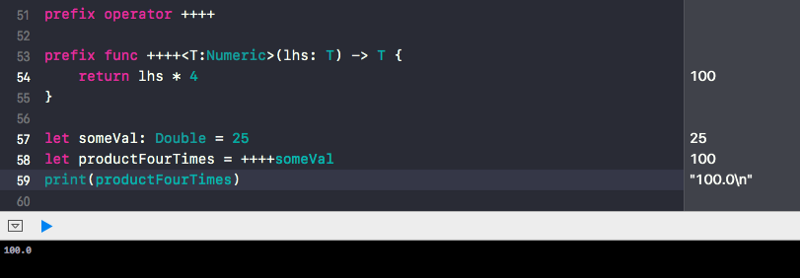 51 prefix operator ++++
52
53 prefix func ++++<T:Numeric>(lhs: T) -> T {
54 return lhs * 4 100
55 }
56
57 let someVal: Double = 25 25
58 let productFourTimes = ++++someVal 100
59 print(productFourTimes) "100.0\n"
60
100.0